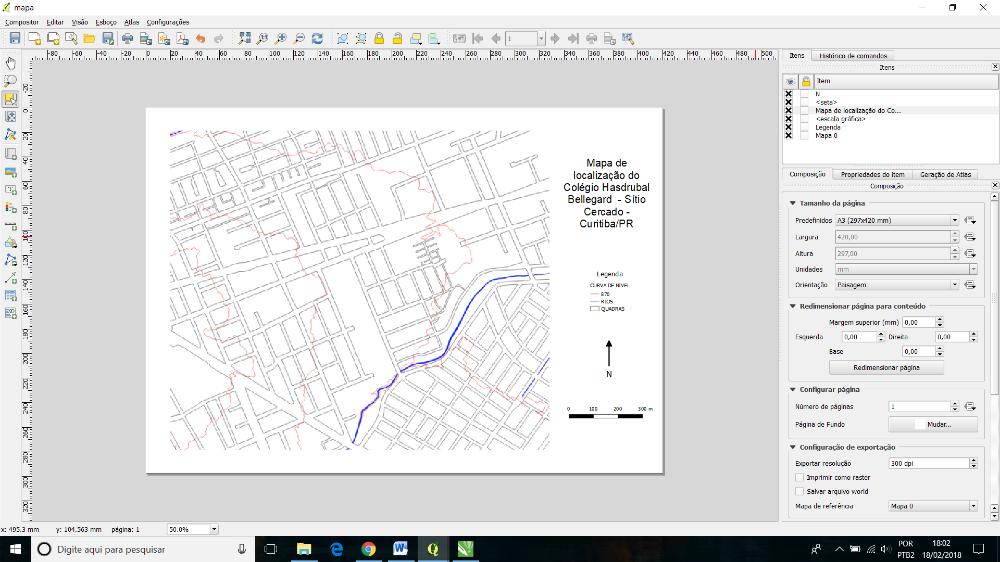 mapa
Compositor Editar Visão Esboço Atlas Configurações
1:1
1
-80 -60 -40 -20 0 20 40 60 80 100 120 140 160 180 200 220 240 260 280 300 320 340 360 380 400 420 440 460 480 500
-20
0
20
40
60
80
100
120
140
160
180
200
220
240
260
280
300
320
Mapa de
localização do
Colégio Hasdrubal
Bellegard - Sítio
Cercado -
Curitiba/PR
Legenda
CURVA DE NIVEL
870
RIOS
QUADRAS
N
0 100 200 300 m
Itens Histórico de comandos
Itens
Item
N
<seta>
Mapa de localização do Co...
<escala gráfica>
Legenda
Mapa 0
Composição Propriedades do item Geração de Atlas
Composição
Tamanho da página
Predefinidos A3 (297x420 mm)
Largura 420,00
Altura 297,00
Unidades mm
Orientação Paisagem
Redimensionar página para conteúdo
Margem superior (mm) 0,00
Esquerda 0,00 Direita 0,00
Base 0,00
Redimensionar página
Configurar página
Número de páginas 1
Página de Fundo Mudar...
Configuração de exportação
Exportar resolução 300 dpi
Imprimir como raster
Salvar arquivo world
Mapa de referência Mapa 0
x: 495.3 mm y: 104.563 mm página: 1 50.0%
Digite aqui para pesquisar
POR
PTB2
18:02
18/02/2018